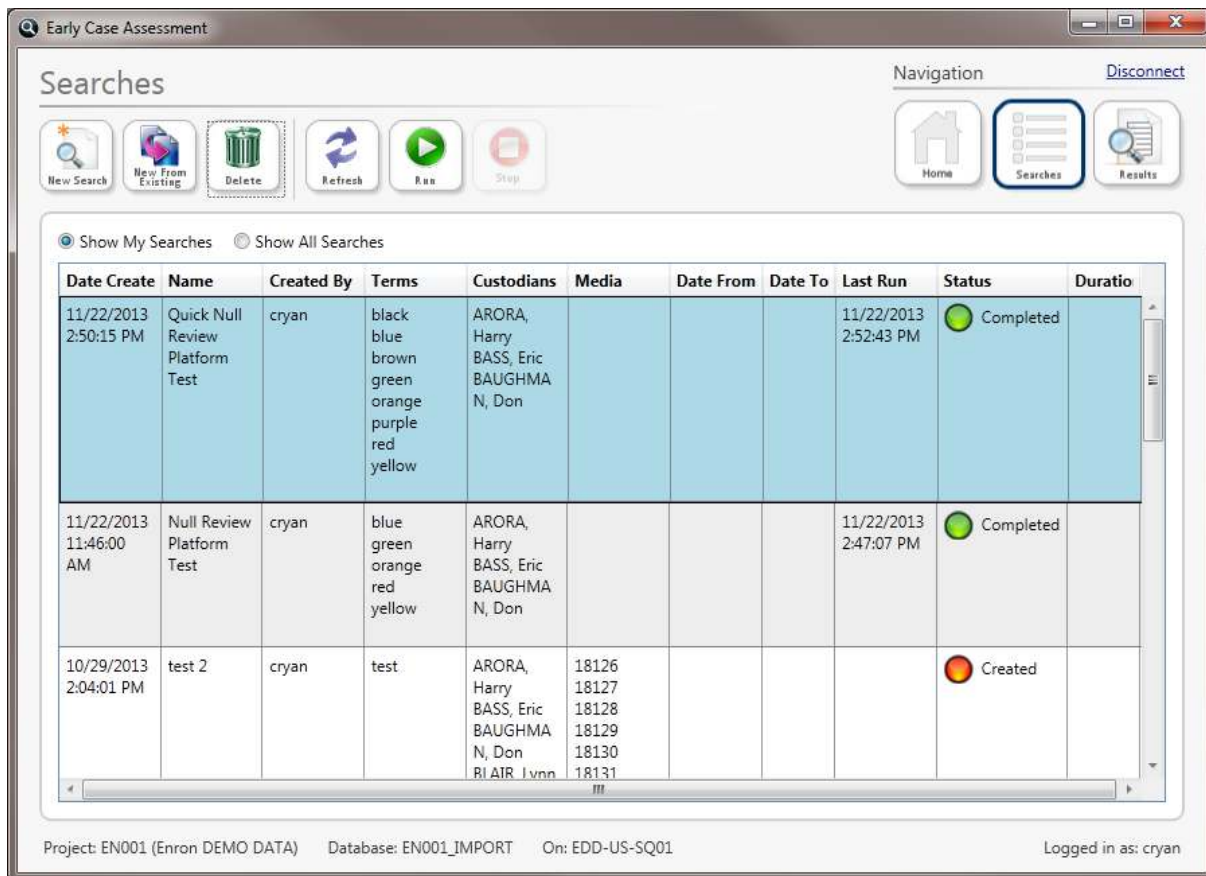 Early Case Assessment
Searches
Navigation
Disconnect
New Search
New From
Existing
Delete
Refresh
Run
Stop
Home
Searches
Results
Show My Searches
Show All Searches
Date Create Name Created By Terms Custodians Media Date From Date To Last Run Status Duratio
11/22/2013
2:50:15 PM
Quick Null
Review
Platform
Test
cryan
black
blue
brown
green
orange
purple
red
yellow
ARORA,
Harry
BASS, Eric
BAUGHMA
N, Don
11/22/2013
2:52:43 PM
Completed
11/22/2013
11:46:00
AM
Null Review
Platform
Test
cryan
blue
green
orange
red
yellow
ARORA,
Harry
BASS, Eric
BAUGHMA
N, Don
11/22/2013
2:47:07 PM
Completed
10/29/2013
2:04:01 PM
test 2
cryan
test
ARORA,
Harry
BASS, Eric
BAUGHMA
N, Don
BLAIR, Lynn
18126
18127
18128
18129
18130
18131
Created
Project: EN001 (Enron DEMO DATA) Database: EN001_IMPORT On: EDD-US-SQ01 Logged in as: cryan